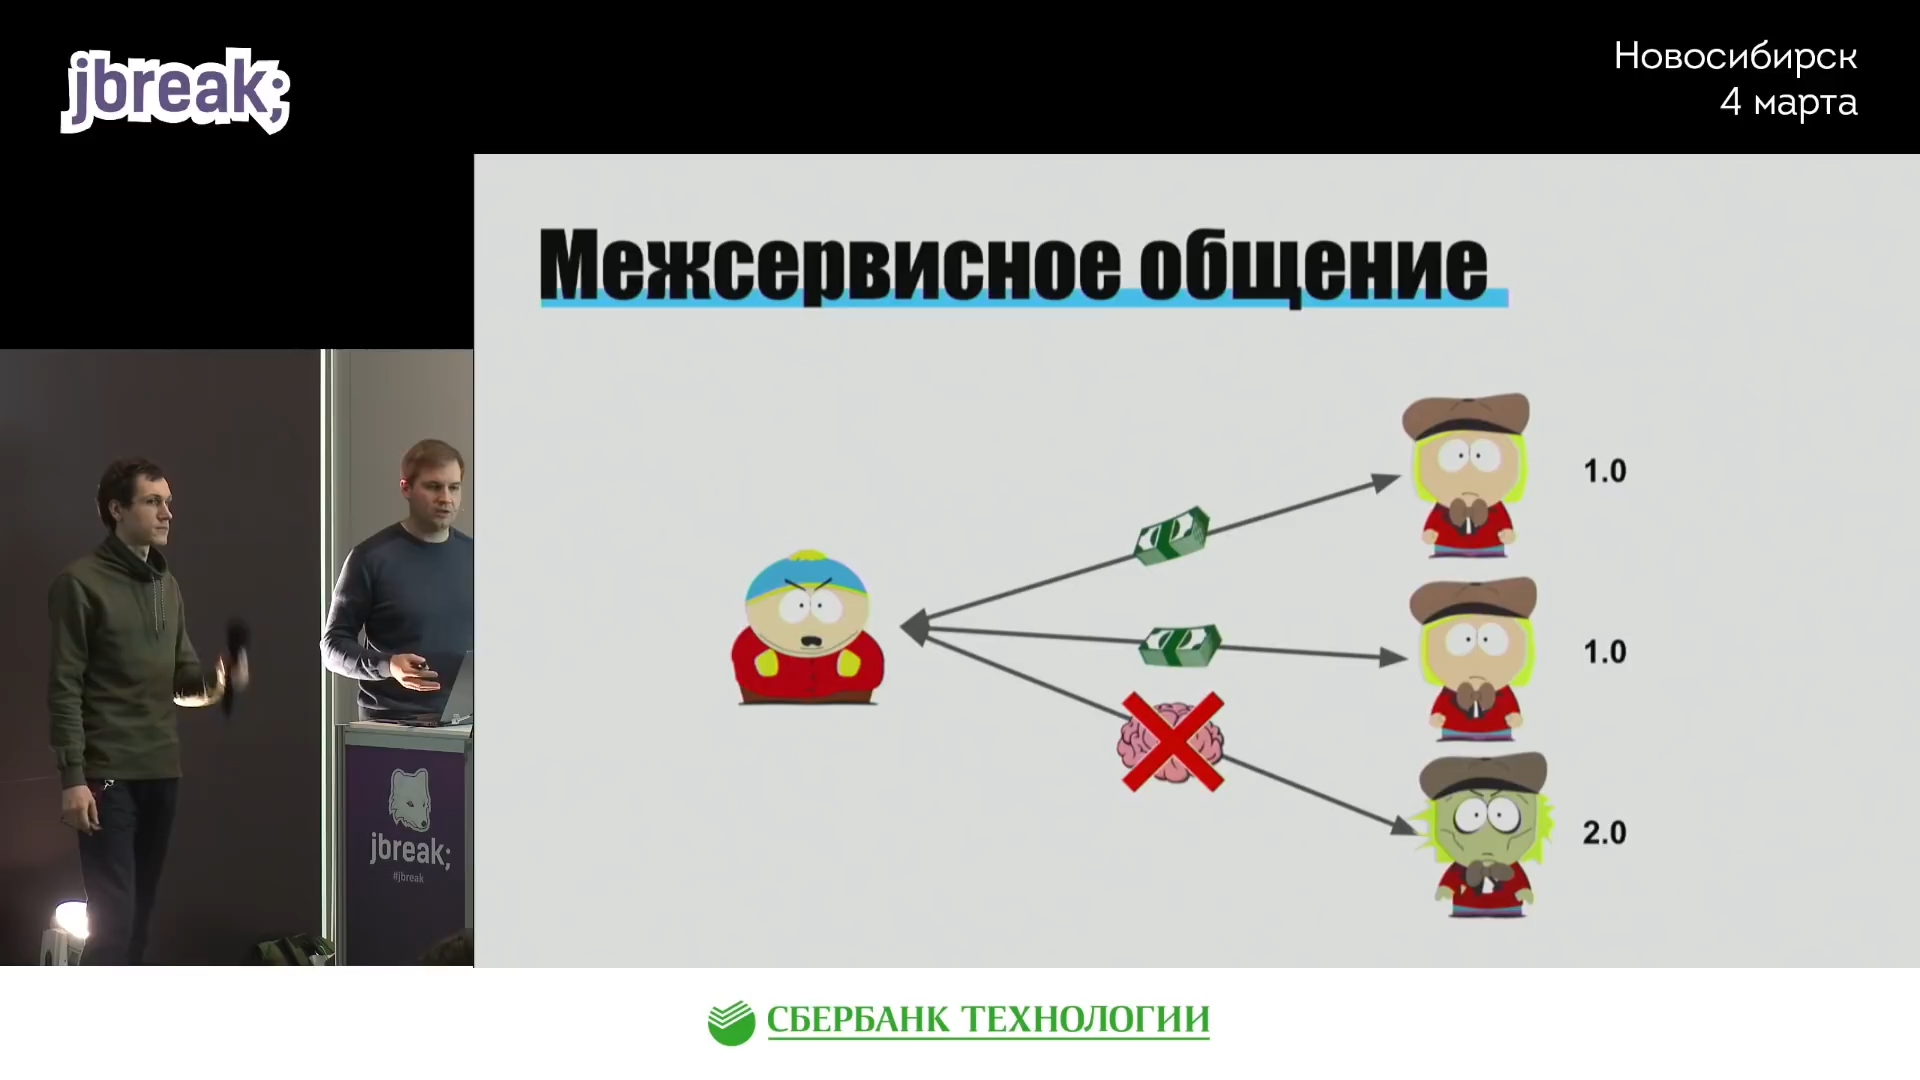 jbreak;
Новосибирск
4 марта
Межсервисное общение
1.0
1.0
2.0
jbreak;
#jbreak
СБЕРБАНК ТЕХНОЛОГИИ